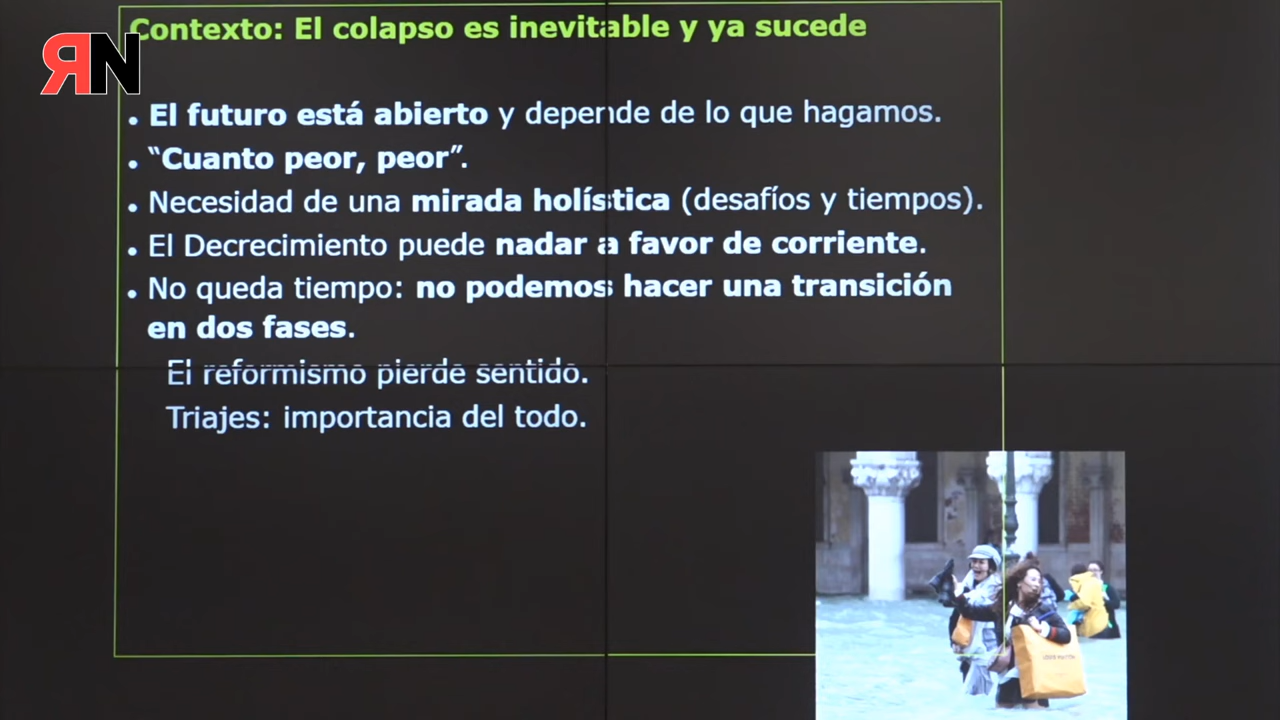 Contexto: El colapso es inevitable y ya sucede
RN
• El futuro está abierto y depende de lo que hagamos.
• “Cuanto peor, peor”.
• Necesidad de una mirada holística (desafíos y tiempos).
• El Decrecimiento puede nadar a favor de corriente.
• No queda tiempo: no podemos hacer una transición
en dos fases.
El reformismo pierde sentido.
Triajes: importancia del todo.
LOUIS VUITTON